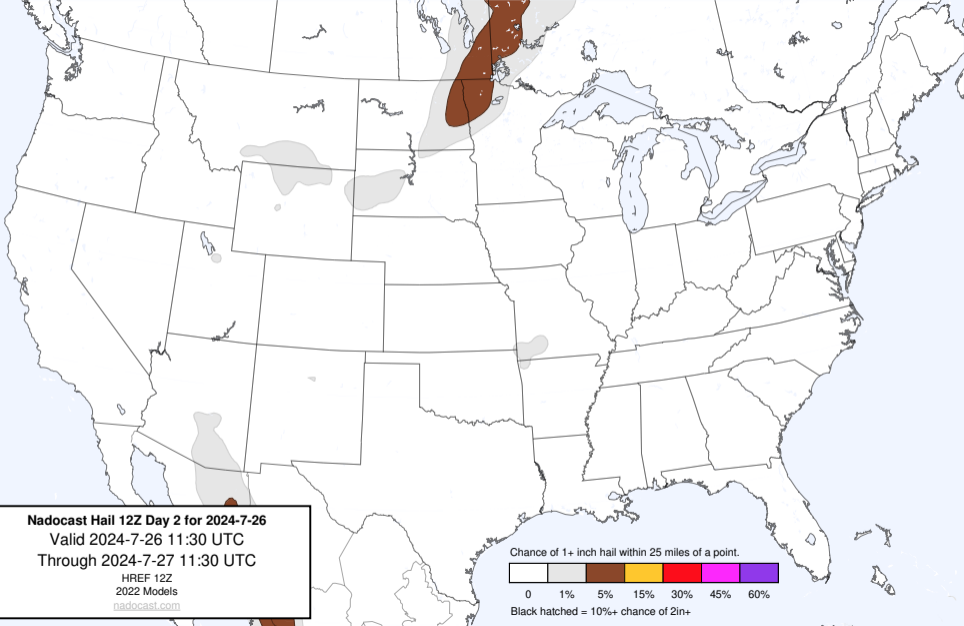 Nadocast Hail 12Z Day 2 for 2024-7-26
Valid 2024-7-26 11:30 UTC
Through 2024-7-27 11:30 UTC
HREF 12Z
2022 Models
nadocast.com
Chance of 1+ inch hail within 25 miles of a point.
0 1% 5% 15% 30% 45% 60%
Black hatched = 10%+ chance of 2in+